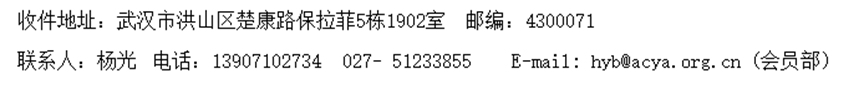 收件地址：武汉市洪山区楚康路保拉菲5栋1902室 邮编：4300071
联系人：杨光 电话：13907102734 027- 51233855 E-mail: hyb@acya.org.cn（会员部）